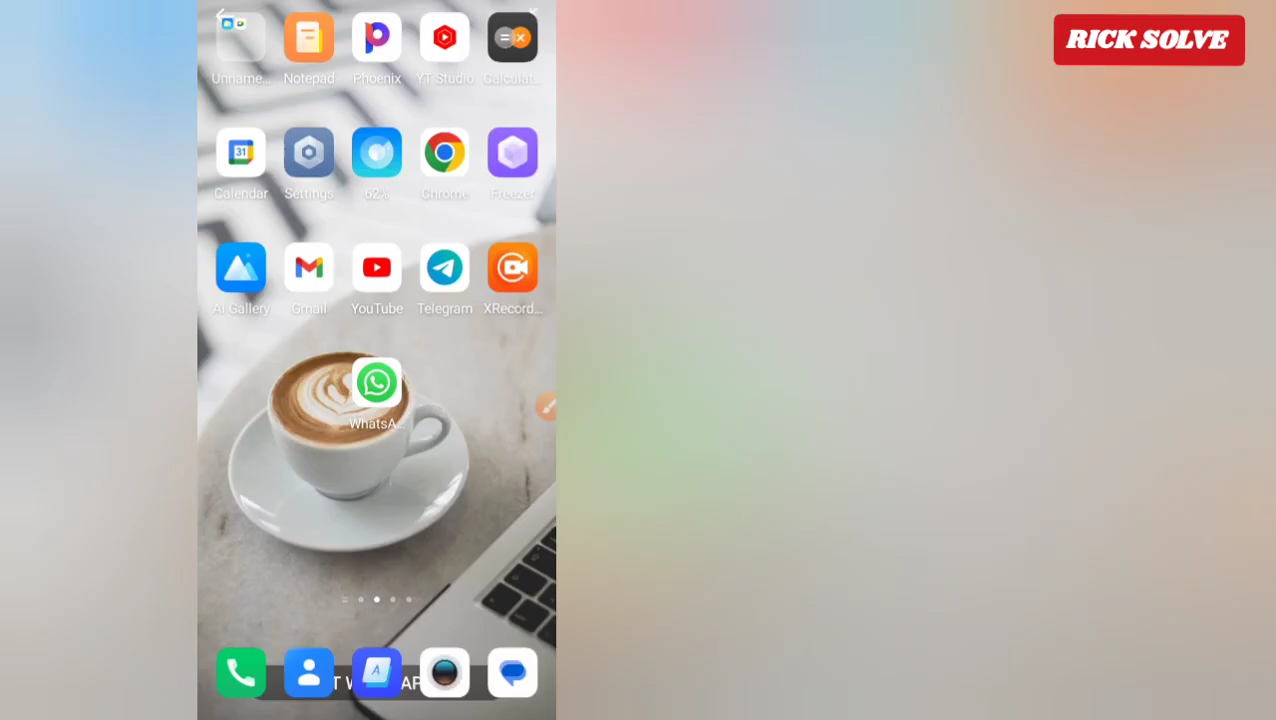 RICK SOLVE
Unname... Notepad Phoenix YT Studio Calculat...
31
Calendar Settings 62% Chrome Freezer
AI Gallery Gmail YouTube Telegram XRecord...
WhatsA...
A